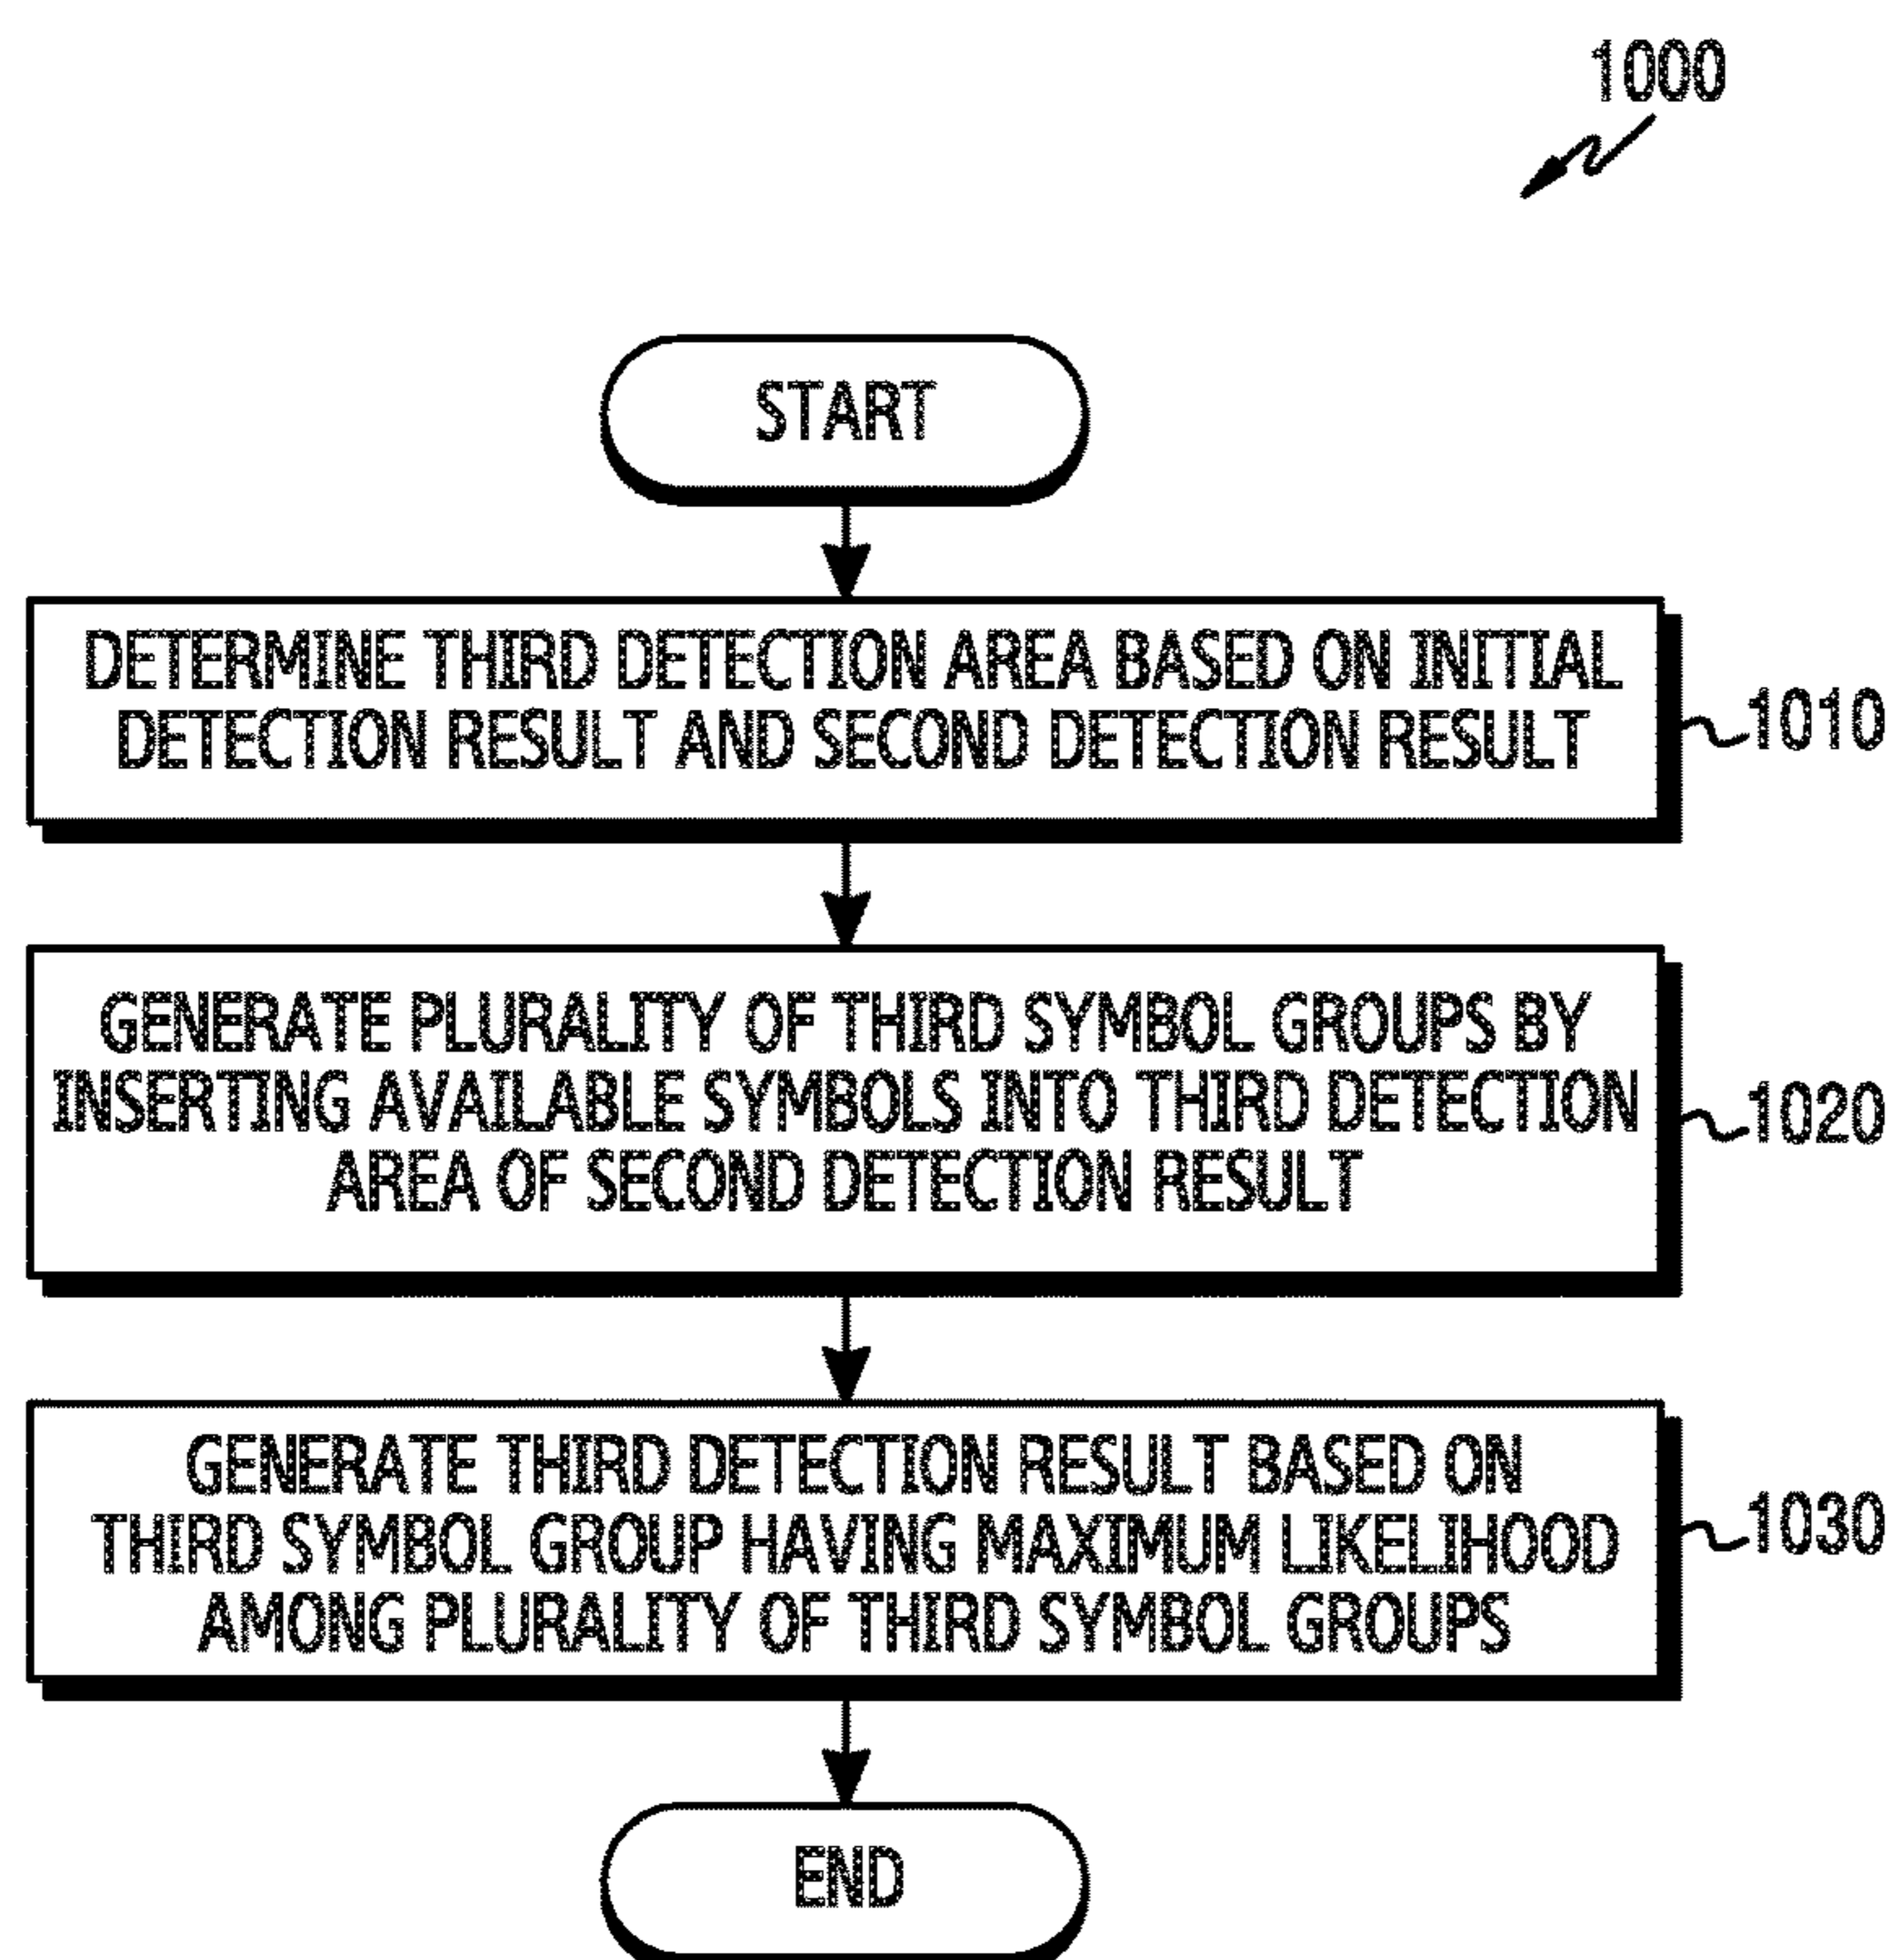 1000
START
DETERMINE THIRD DETECTION AREA BASED ON INITIAL
DETECTION RESULT AND SECOND DETECTION RESULT
1010
GENERATE PLURALITY OF THIRD SYMBOL GROUPS BY
INSERTING AVAILABLE SYMBOLS INTO THIRD DETECTION
AREA OF SECOND DETECTION RESULT
1020
GENERATE THIRD DETECTION RESULT BASED ON
THIRD SYMBOL GROUP HAVING MAXIMUM LIKELIHOOD
AMONG PLURALITY OF THIRD SYMBOL GROUPS
1030
END